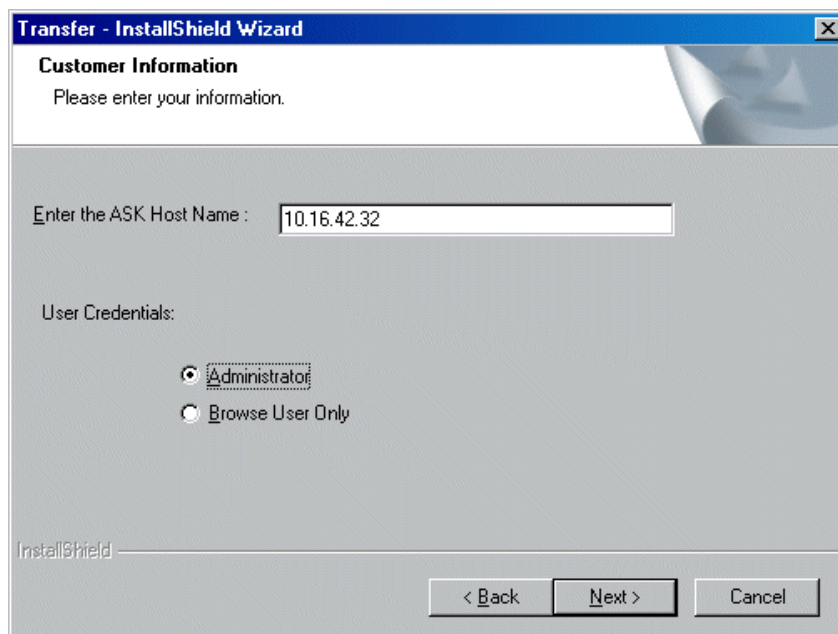 Transfer - InstallShield Wizard
Customer Information
Please enter your information.
Enter the ASK Host Name :
10.16.42.32
User Credentials:
Administrator
Browse User Only
InstallShield
< Back
Next >
Cancel